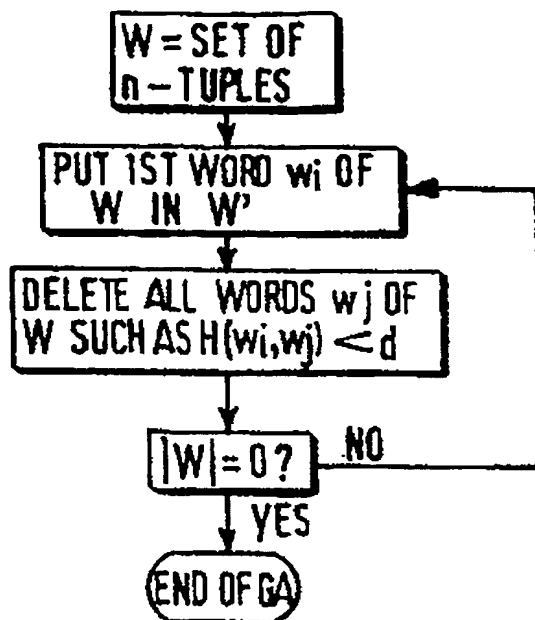 W = SET OF
n - TUPLES
PUT 1ST WORD wi OF
W IN W'
DELETE ALL WORDS wj OF
W SUCH AS H(wi,wj) < d
|W| = 0?
NO
YES
END OF GA